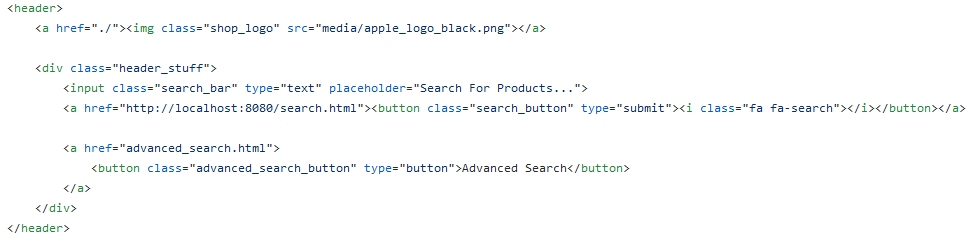 <header>
<a href="./"><img class="shop_logo" src="media/apple_logo_black.png"></a>
<div class="header_stuff">
<input class="search_bar" type="text" placeholder="Search For Products...">
<a href="http://localhost:8080/search.html"><button class="search_button" type="submit"><i class="fa fa-search"></i></button></a>
<a href="advanced_search.html">
<button class="advanced_search_button" type="button">Advanced Search</button>
</a>
</div>
</header>